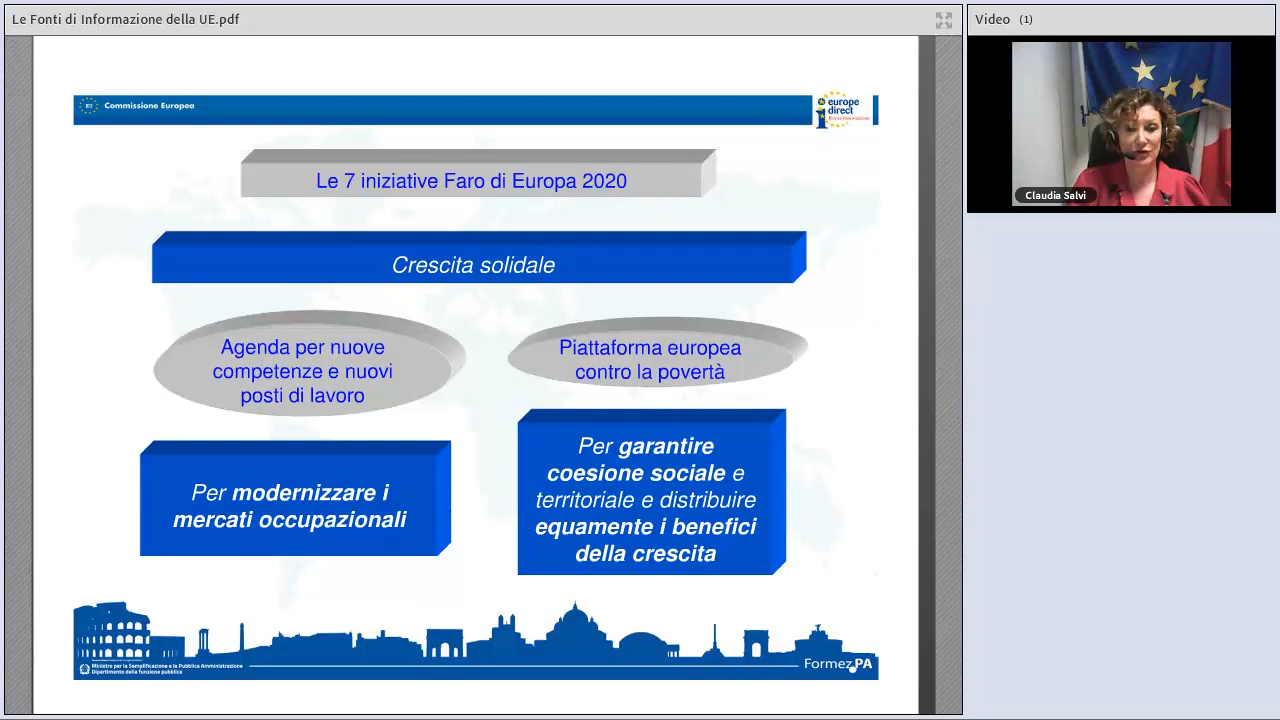 Le Fonti di Informazione della UE.pdf
Video (1)
Commissione Europea
europe
direct
Roma Innovazione
Claudia Salvi
Le 7 iniziative Faro di Europa 2020
Crescita solidale
Agenda per nuove
competenze e nuovi
posti di lavoro
Piattaforma europea
contro la povertà
Per modernizzare i
mercati occupazionali
Per garantire
coesione sociale e
territoriale e distribuire
equamente i benefici
della crescita
Ministro per la Semplificazione e la Pubblica Amministrazione
Dipartimento della funzione pubblica
FormezPA